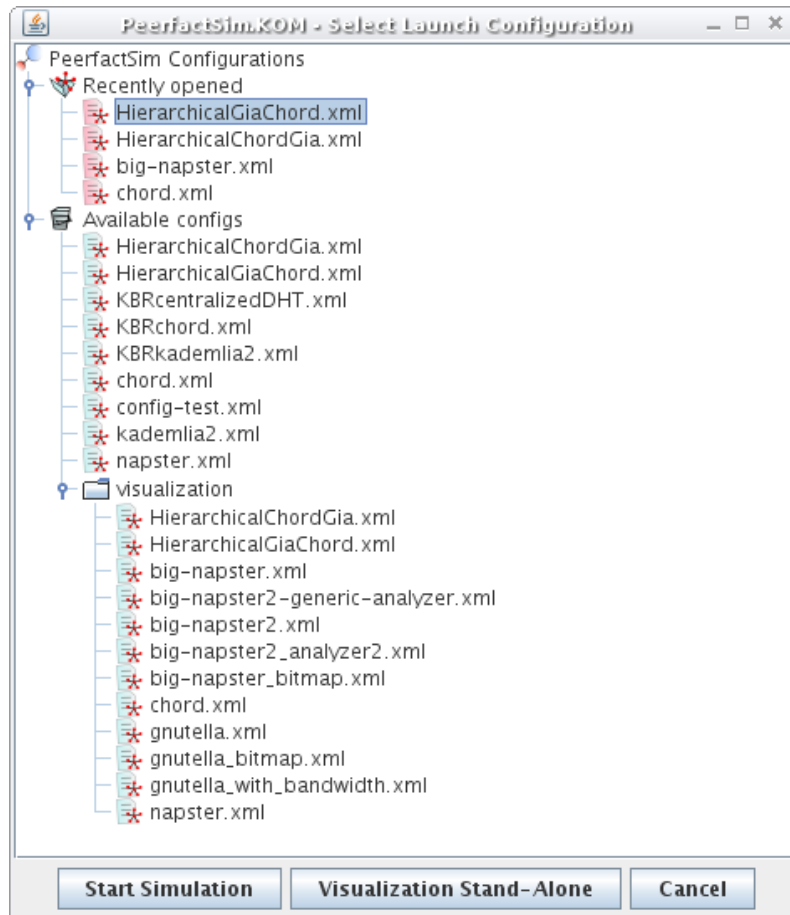 PeerfactSim.KOM - Select Launch Configuration
PeerfactSim Configurations
Recently opened
HierarchicalGiaChord.xml
HierarchicalChordGia.xml
big-napster.xml
chord.xml
Available configs
HierarchicalChordGia.xml
HierarchicalGiaChord.xml
KBRcentralizedDHT.xml
KBRchord.xml
KBRkademlia2.xml
chord.xml
config-test.xml
kademlia2.xml
napster.xml
visualization
HierarchicalChordGia.xml
HierarchicalGiaChord.xml
big-napster.xml
big-napster2-generic-analyzer.xml
big-napster2.xml
big-napster2_analyzer2.xml
big-napster_bitmap.xml
chord.xml
gnutella.xml
gnutella_bitmap.xml
gnutella_with_bandwidth.xml
napster.xml
Start Simulation Visualization Stand-Alone Cancel